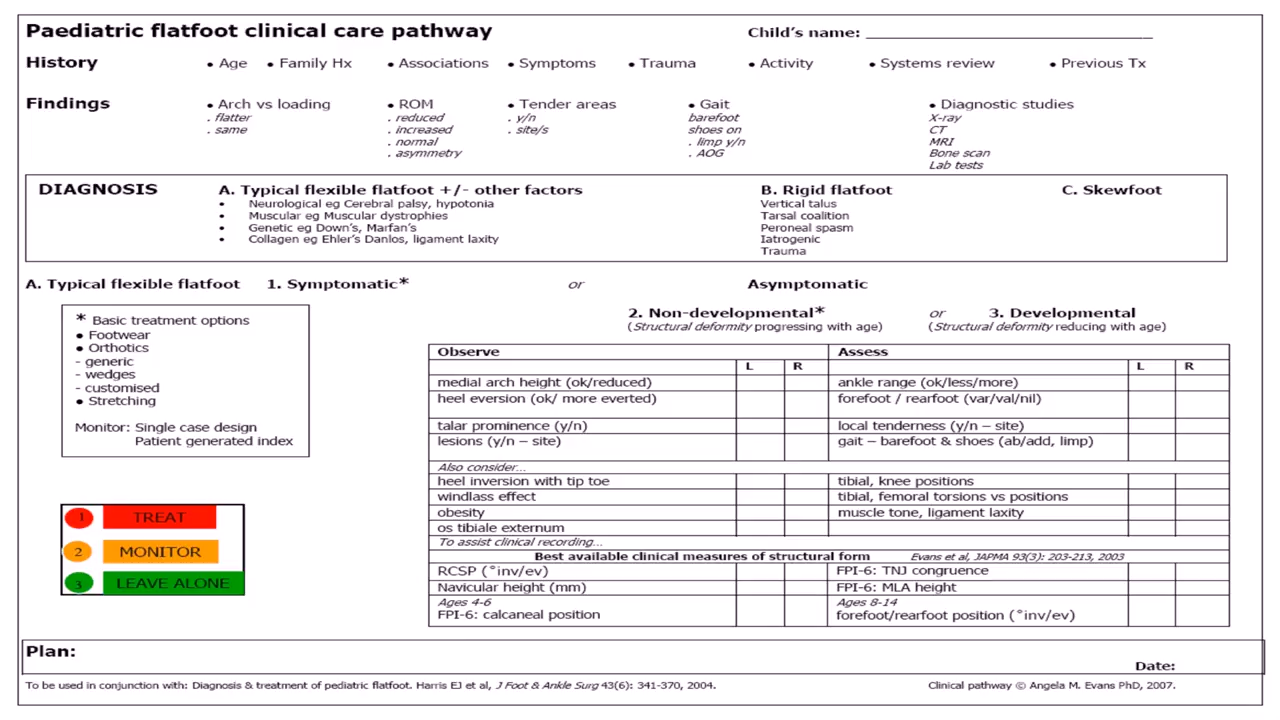 Paediatric flatfoot clinical care pathway Child's name: ____________________________
History • Age • Family Hx • Associations • Symptoms • Trauma • Activity • Systems review • Previous Tx
Findings • Arch vs loading • ROM • Tender areas • Gait • Diagnostic studies
. flatter . reduced . y/n barefoot X-ray
. same . increased . site/s shoes on CT
. normal . limp y/n MRI
. asymmetry . AOG Bone scan
Lab tests
DIAGNOSIS A. Typical flexible flatfoot +/- other factors B. Rigid flatfoot C. Skewfoot
• Neurological eg Cerebral palsy, hypotonia Vertical talus
• Muscular eg Muscular dystrophies Tarsal coalition
• Genetic eg Down's, Marfan's Peroneal spasm
• Collagen eg Ehler's Danlos, ligament laxity Iatrogenic
Trauma
A. Typical flexible flatfoot 1. Symptomatic* or Asymptomatic
2. Non-developmental* or 3. Developmental
(Structural deformity progressing with age) (Structural deformity reducing with age)
* Basic treatment options
• Footwear
• Orthotics
- generic
- wedges
- customised
• Stretching
Monitor: Single case design
Patient generated index
1 TREAT
2 MONITOR
3 LEAVE ALONE
Observe Assess
L R L R
medial arch height (ok/reduced) ankle range (ok/less/more)
heel eversion (ok/ more everted) forefoot / rearfoot (var/val/nil)
talar prominence (y/n) local tenderness (y/n – site)
lesions (y/n – site) gait – barefoot & shoes (ab/add, limp)
Also consider...
heel inversion with tip toe tibial, knee positions
windlass effect tibial, femoral torsions vs positions
obesity muscle tone, ligament laxity
os tibiale externum
To assist clinical recording...
Best available clinical measures of structural form Evans et al, JAPMA 93(3): 203-213, 2003
RCSP (°inv/ev) FPI-6: TNJ congruence
Navicular height (mm) FPI-6: MLA height
Ages 4-6 Ages 8-14
FPI-6: calcaneal position forefoot/rearfoot position (°inv/ev)
Plan:
Date:
To be used in conjunction with: Diagnosis & treatment of pediatric flatfoot. Harris EJ et al, J Foot & Ankle Surg 43(6): 341-370, 2004. Clinical pathway © Angela M. Evans PhD, 2007.